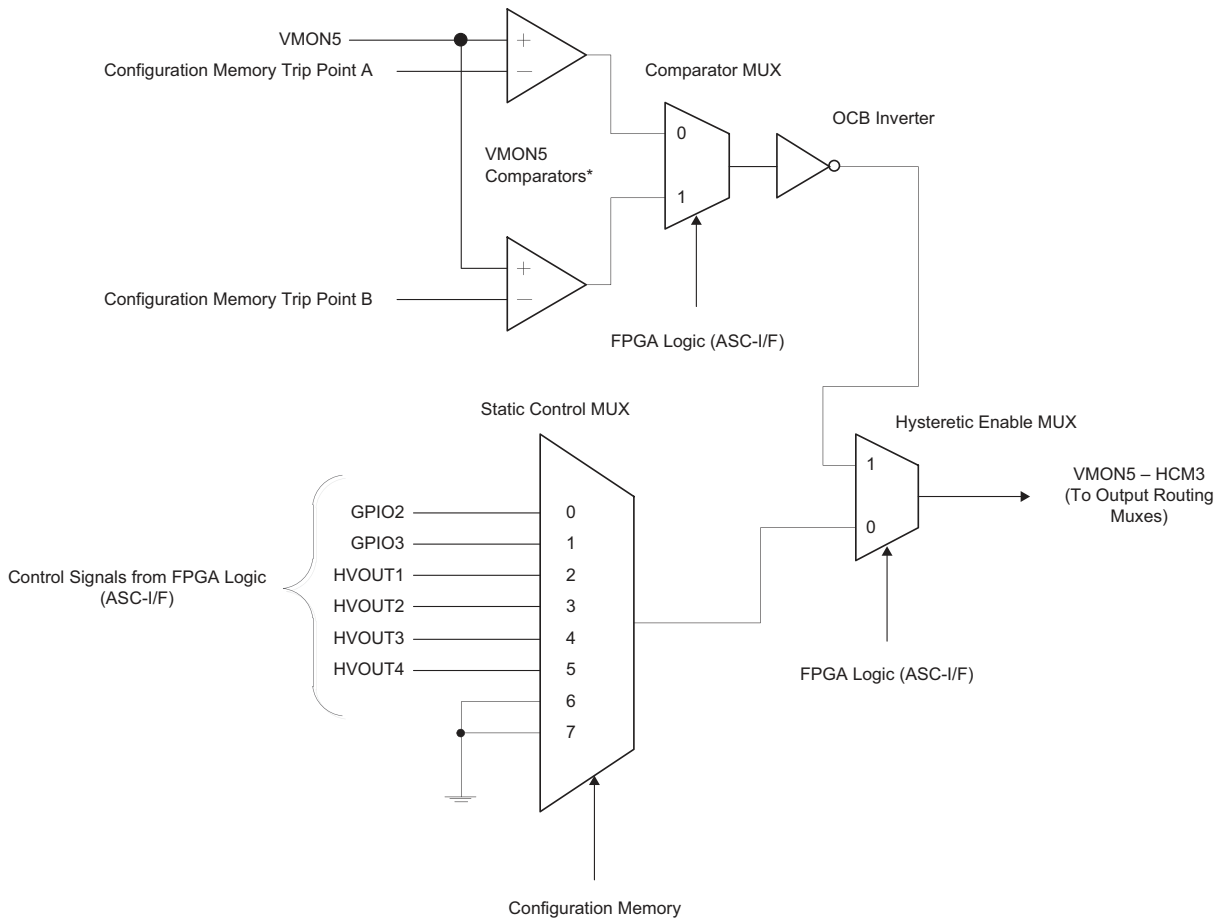 VMON5
Configuration Memory Trip Point A
+
−
Comparator MUX
0
1
OCB Inverter
VMON5
Comparators*
+
−
Configuration Memory Trip Point B
FPGA Logic (ASC-I/F)
Static Control MUX
Hysteretic Enable MUX
1
0
VMON5 – HCM3
(To Output Routing
Muxes)
GPIO2
0
GPIO3
1
HVOUT1
2
HVOUT2
3
HVOUT3
4
HVOUT4
5
6
7
Control Signals from FPGA Logic
(ASC-I/F)
FPGA Logic (ASC-I/F)
Configuration Memory